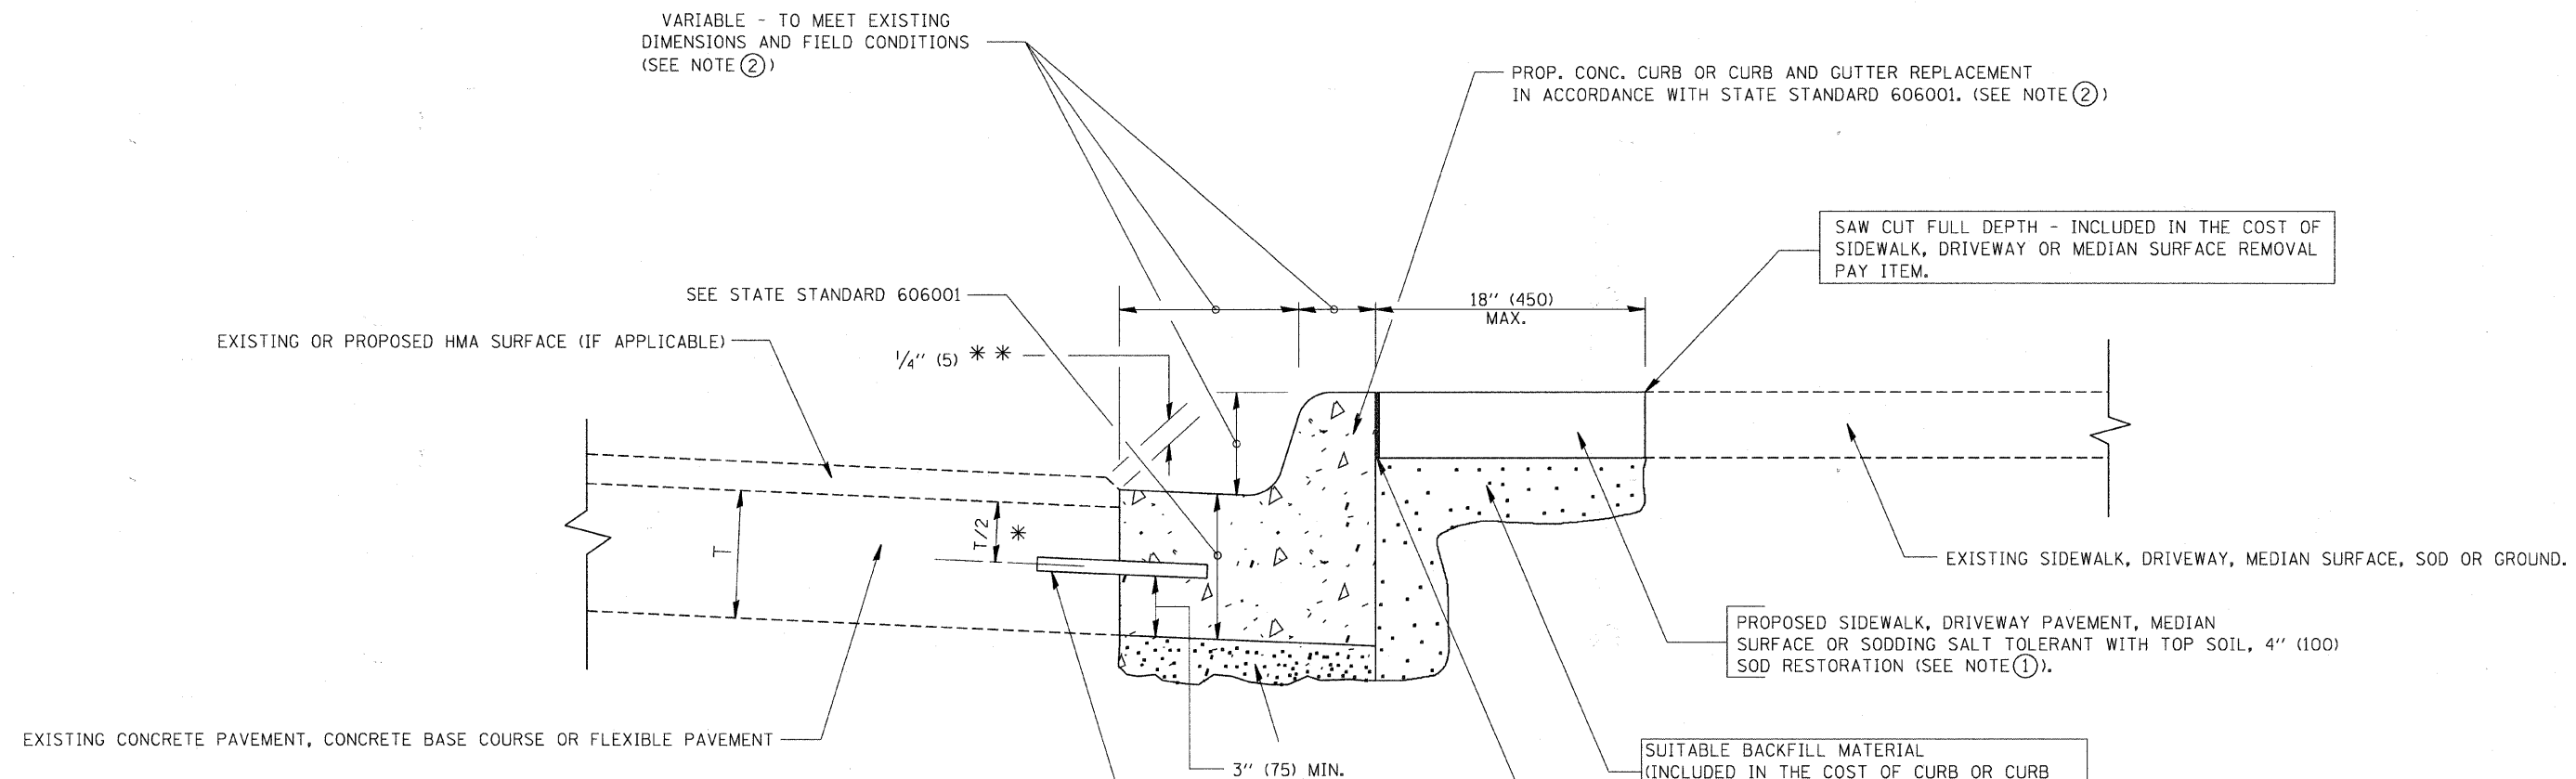 VARIABLE - TO MEET EXISTING
DIMENSIONS AND FIELD CONDITIONS
(SEE NOTE ②)
PROP. CONC. CURB OR CURB AND GUTTER REPLACEMENT
IN ACCORDANCE WITH STATE STANDARD 606001. (SEE NOTE ②)
SAW CUT FULL DEPTH - INCLUDED IN THE COST OF
SIDEWALK, DRIVEWAY OR MEDIAN SURFACE REMOVAL
PAY ITEM.
SEE STATE STANDARD 606001
18" (450)
MAX.
EXISTING OR PROPOSED HMA SURFACE (IF APPLICABLE)
1/4" (5) * *
T
T/2 *
EXISTING SIDEWALK, DRIVEWAY, MEDIAN SURFACE, SOD OR GROUND.
PROPOSED SIDEWALK, DRIVEWAY PAVEMENT, MEDIAN
SURFACE OR SODDING SALT TOLERANT WITH TOP SOIL, 4" (100)
SOD RESTORATION (SEE NOTE ①).
EXISTING CONCRETE PAVEMENT, CONCRETE BASE COURSE OR FLEXIBLE PAVEMENT
3" (75) MIN.
SUITABLE BACKFILL MATERIAL
(INCLUDED IN THE COST OF CURB OR CURB